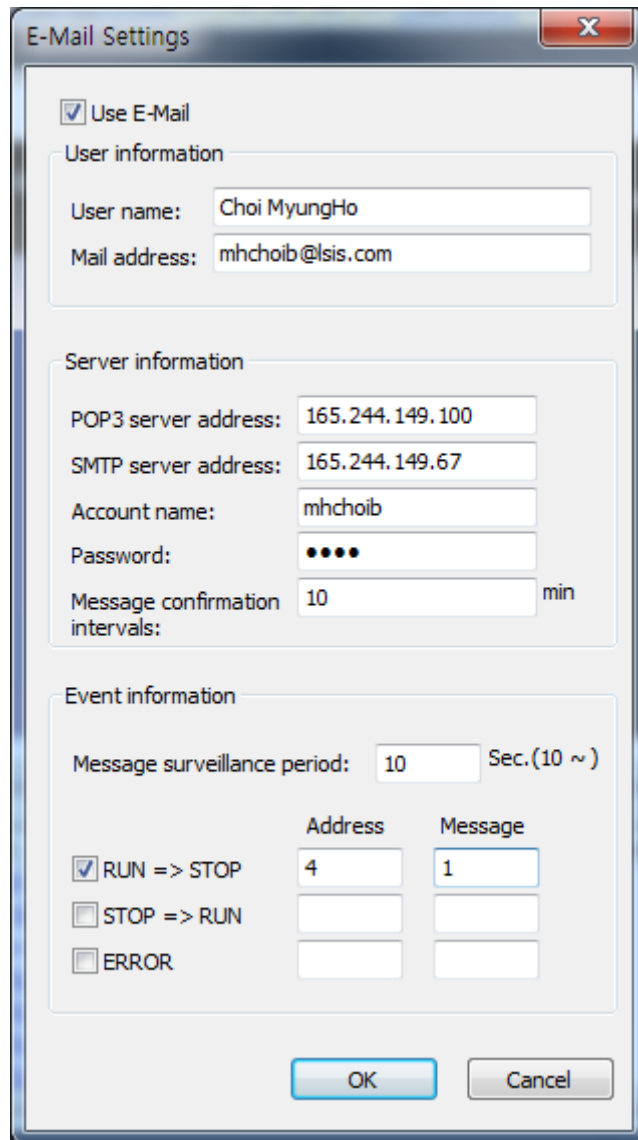 E-Mail Settings
Use E-Mail
User information
User name: Choi MyungHo
Mail address: mhchoib@lsis.com
Server information
POP3 server address: 165.244.149.100
SMTP server address: 165.244.149.67
Account name: mhchoib
Password: ●●●●
Message confirmation intervals: 10 min
Event information
Message surveillance period: 10 Sec.(10 ~ )
Address Message
RUN => STOP 4 1
STOP => RUN
ERROR
OK Cancel